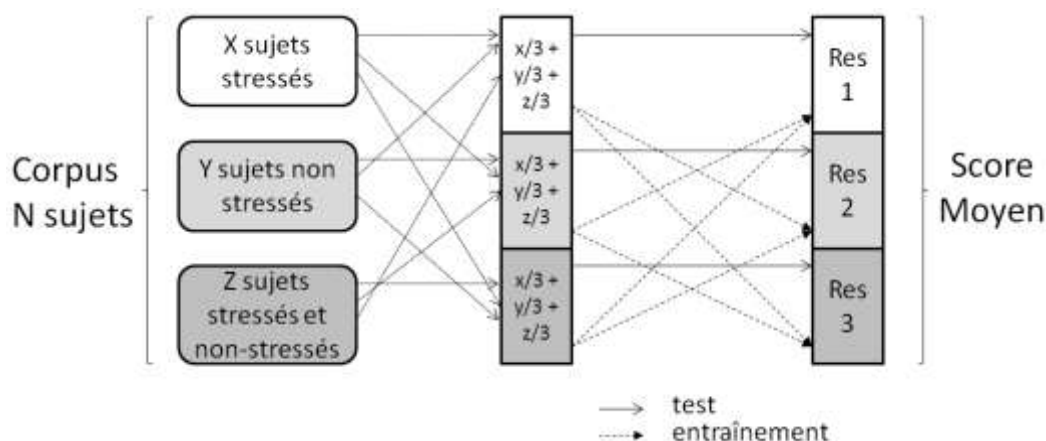 Corpus
N sujets
X sujets
stressés
Y sujets non
stressés
Z sujets
stressés et
non-stressés
x/3 +
y/3 +
z/3
x/3 +
y/3 +
z/3
x/3 +
y/3 +
z/3
Res
1
Res
2
Res
3
Score
Moyen
test
entraînement